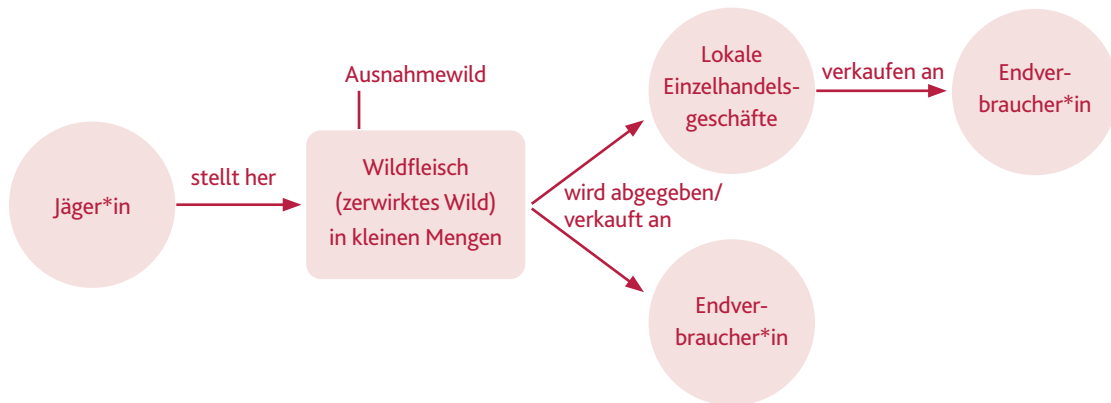 Ausnahmewild
Jäger*in
stellt her
Wildfleisch
(zerwirktes Wild)
in kleinen Mengen
wird abgegeben/
verkauft an
Lokale
Einzelhandels-
geschäfte
verkaufen an
Endver-
braucher*in
Endver-
braucher*in